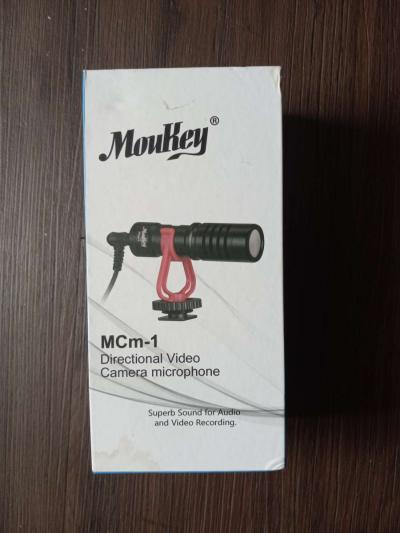 Moukey®
MCm-1
Directional Video
Camera microphone
Superb Sound for Audio
and Video Recording.